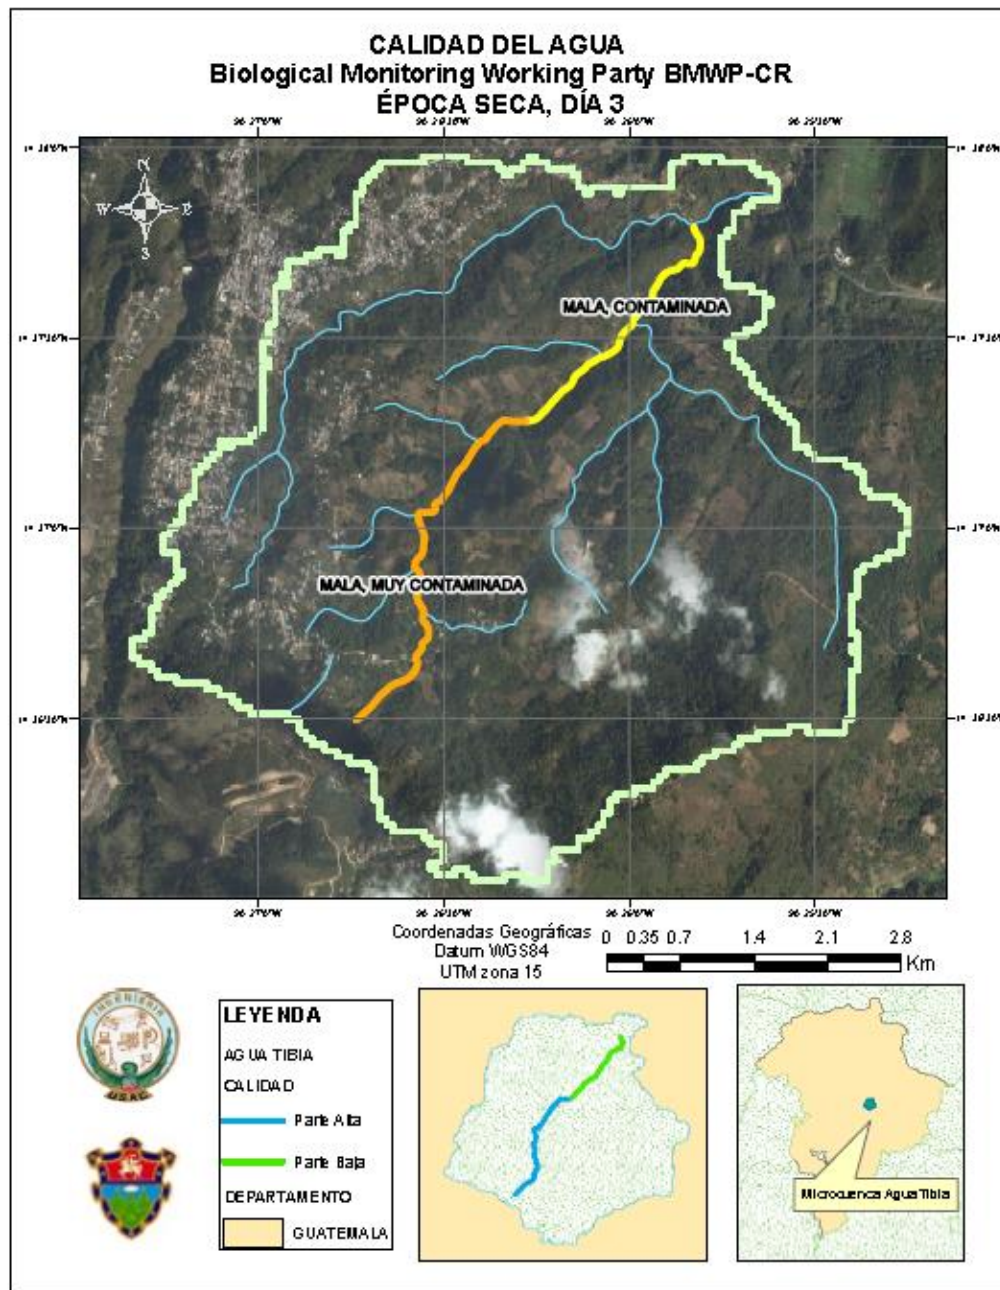 CALIDAD DEL AGUA
Biological Monitoring Working Party BMWP-CR
ÉPOCA SECA, DÍA 3
N
W
E
S
MALA, CONTAMINADA
MALA, MUY CONTAMINADA
Coordenadas Geográficas
Datum WGS84
UTM zona 15
0 0.35 0.7 1.4 2.1 2.8
Km
INGENIERIA
USAC
LEYENDA
AGUA TIBIA
CALIDAD
Parte Alta
Parte Baja
DEPARTAMENTO
GUATEMALA
Microcuenca Agua Tibia